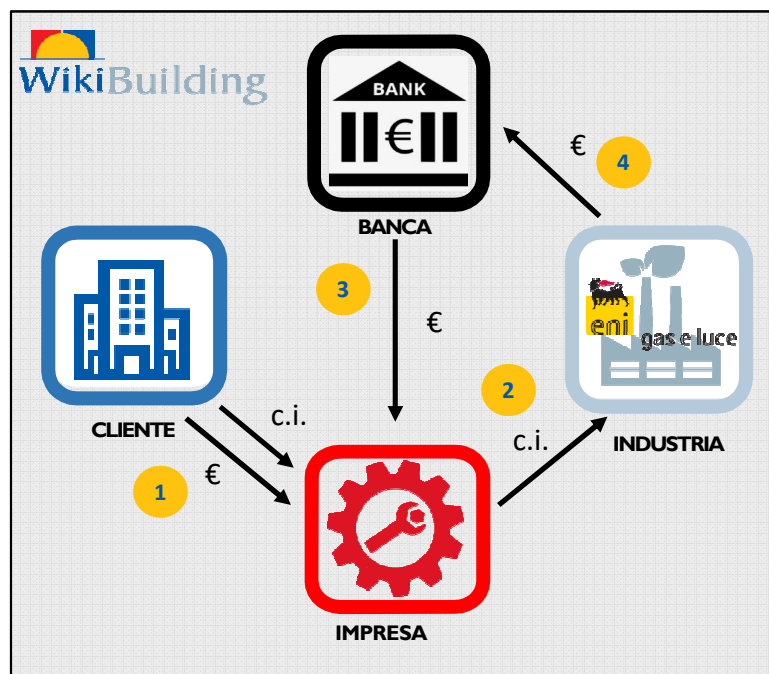 WikiBuilding
BANK
€
BANCA
€
4
3
€
CLIENTE
c.i.
€
1
2
c.i.
eni
gas e luce
INDUSTRIA
IMPRESA